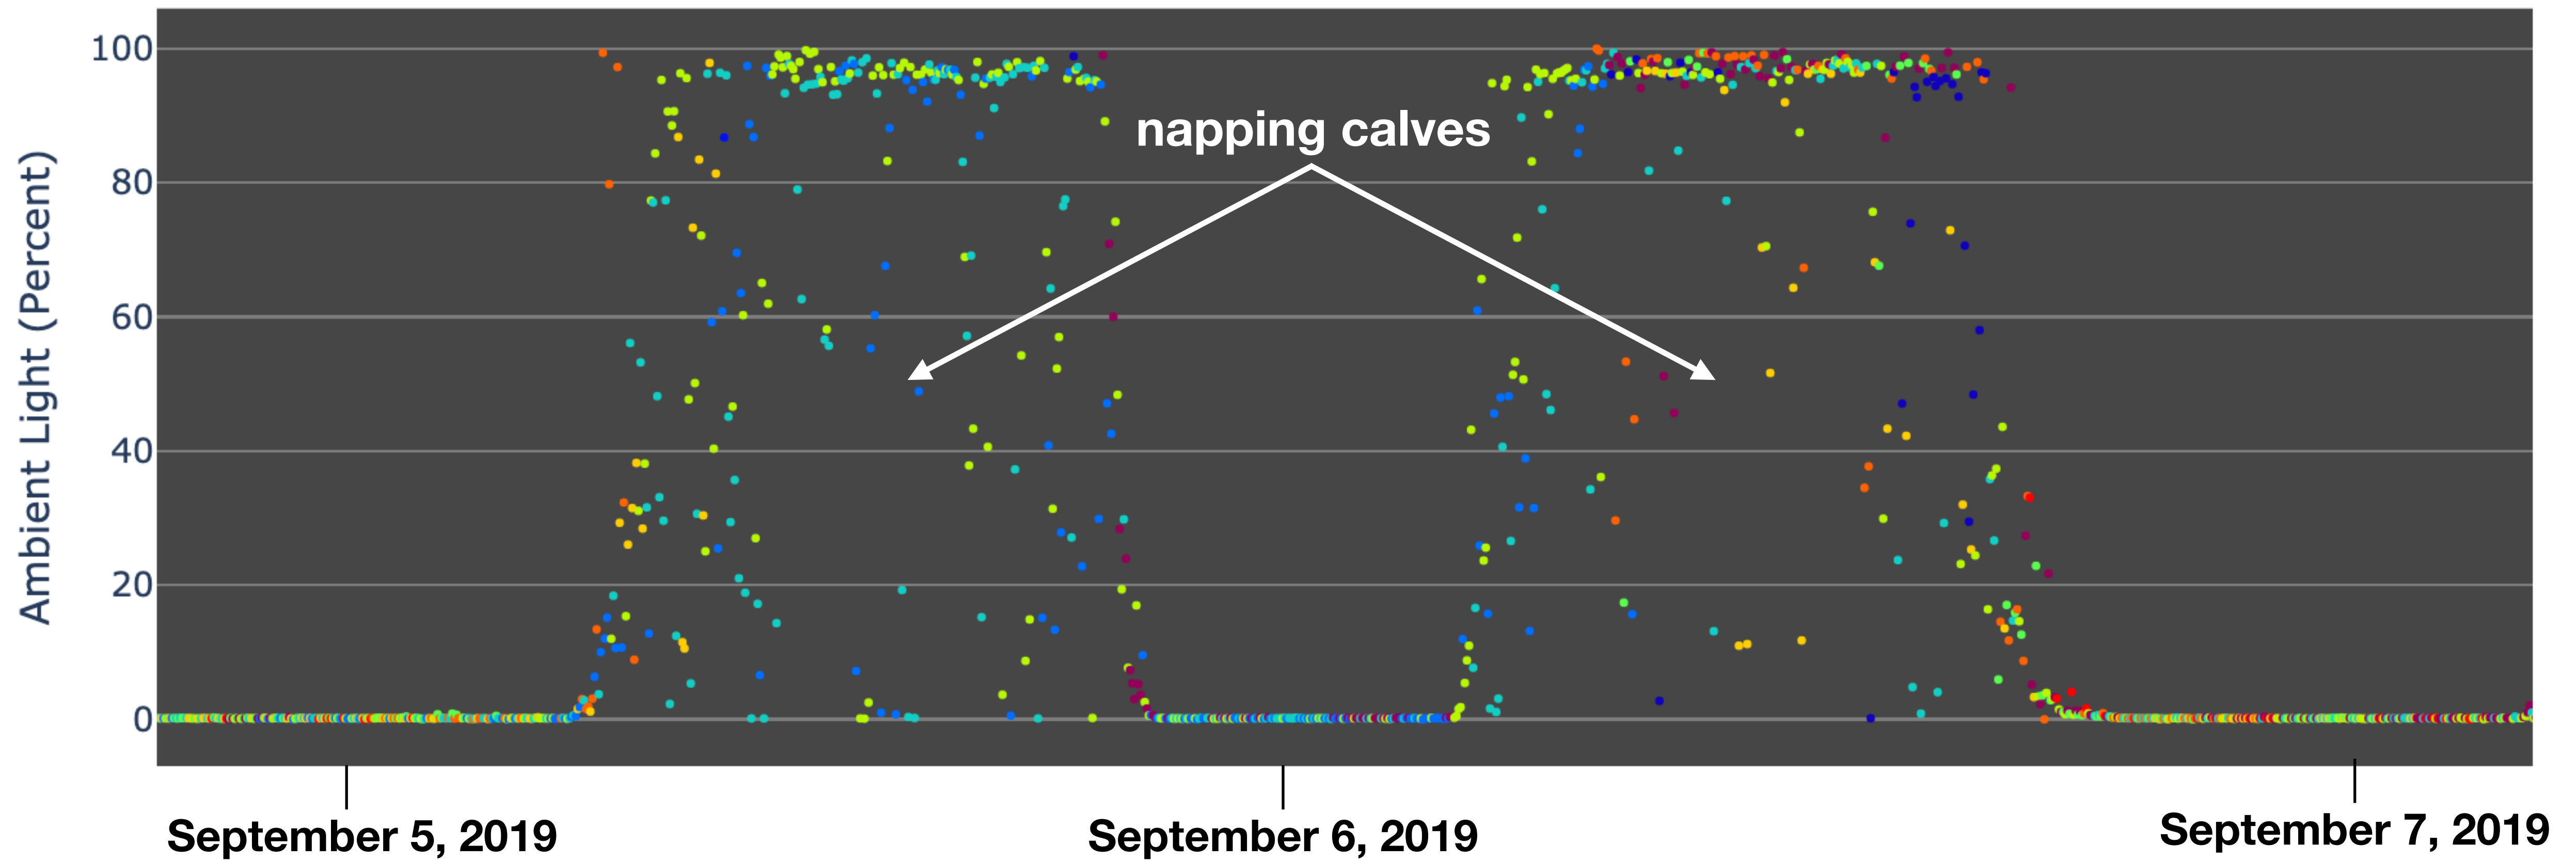 Ambient Light (Percent)
100
80
60
40
20
0
napping calves
September 5, 2019
September 6, 2019
September 7, 2019